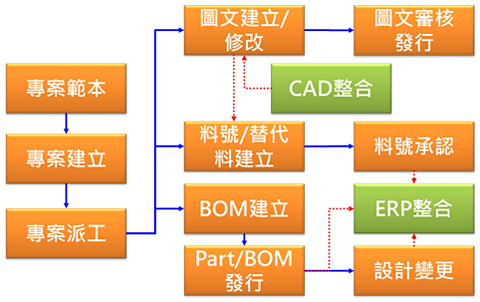 專案範本
專案建立
專案派工
圖文建立/
修改
圖文審核
發行
CAD整合
料號/替代
料建立
料號承認
BOM建立
ERP整合
Part/BOM
發行
設計變更